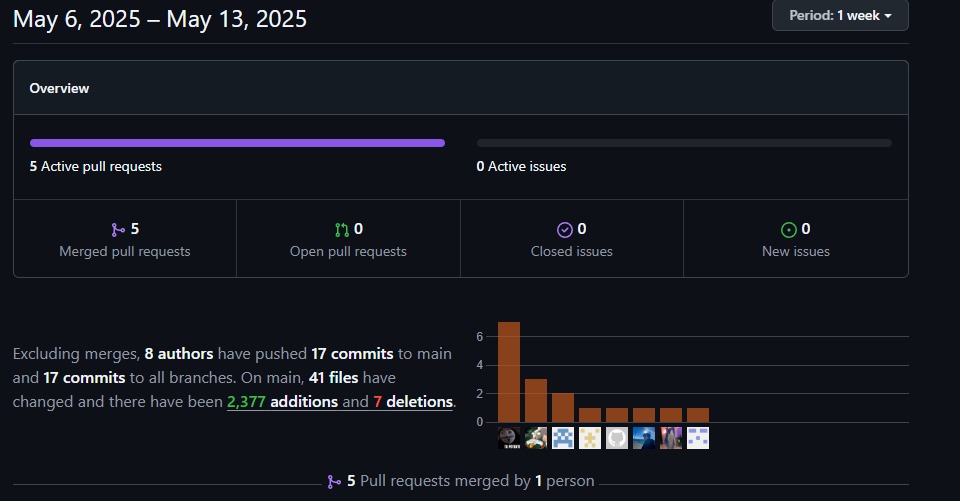 May 6, 2025 – May 13, 2025
Period: 1 week
Overview
5 Active pull requests
0 Active issues
5
Merged pull requests
0
Open pull requests
0
Closed issues
0
New issues
Excluding merges, 8 authors have pushed 17 commits to main
and 17 commits to all branches. On main, 41 files have
changed and there have been 2,377 additions and 7 deletions.
6
4
2
0
5 Pull requests merged by 1 person